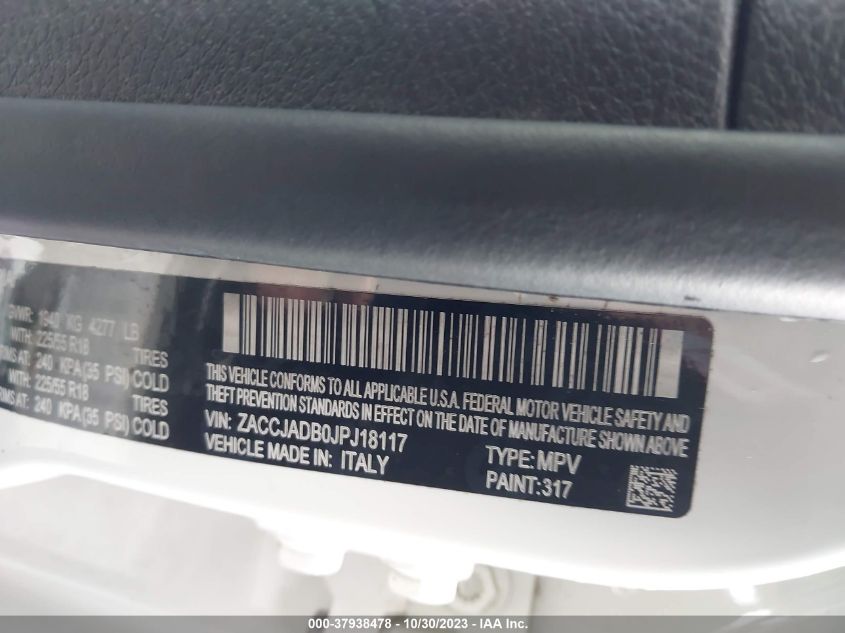 GVWR: 1940 KG 4277 LB
WITH: 225/55 R18 TIRES
RIMS AT: 240 KPA(35 PSI) COLD
WITH: 225/55 R18 TIRES
RIMS AT: 240 KPA(35 PSI) COLD
THIS VEHICLE CONFORMS TO ALL APPLICABLE U.S.A. FEDERAL MOTOR VEHICLE SAFETY AND
THEFT PREVENTION STANDARDS IN EFFECT ON THE DATE OF MANUFACTURE SHOWN ABOVE
VIN: ZACCJADB0JPJ18117
VEHICLE MADE IN: ITALY
TYPE: MPV
PAINT: 317
000-37938478 - 10/30/2023 - IAA Inc.